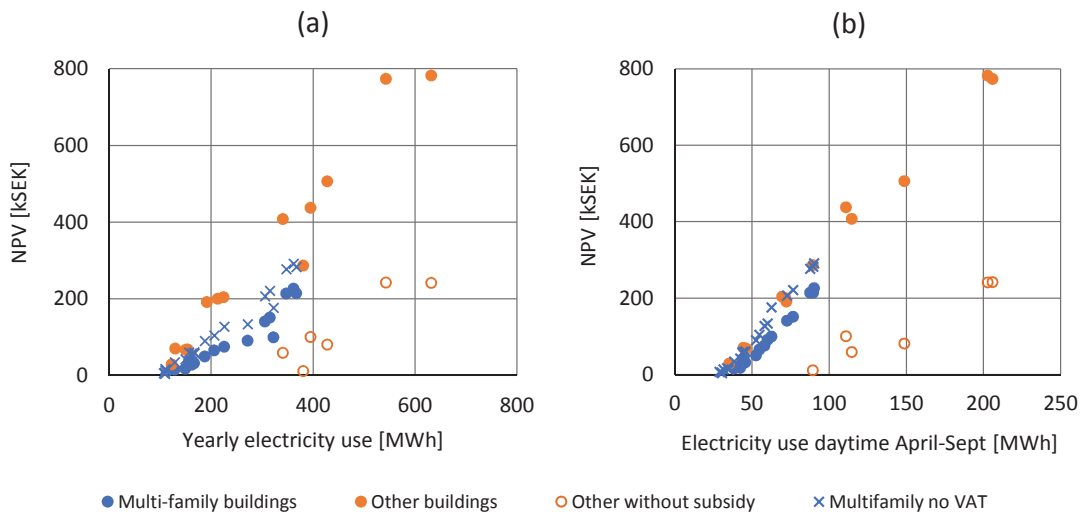 (a)
800
600
400
200
0
NPV [kSEK]
0 200 400 600 800
Yearly electricity use [MWh]
(b)
800
600
400
200
0
NPV [kSEK]
0 50 100 150 200 250
Electricity use daytime April-Sept [MWh]
Multi-family buildings
Other buildings
Other without subsidy
Multifamily no VAT